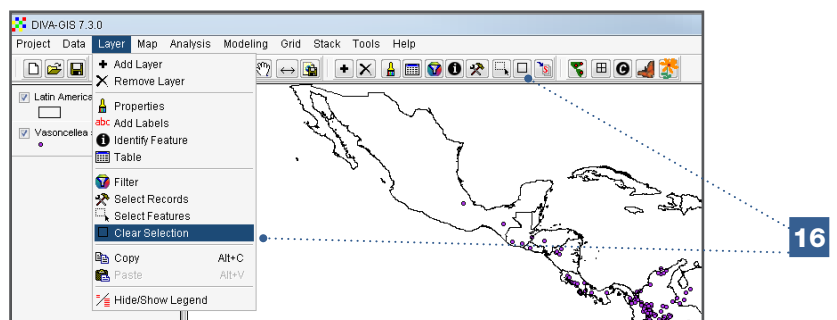 DIVA-GIS 7.3.0
Project Data Layer Map Analysis Modeling Grid Stack Tools Help
Add Layer
Remove Layer
Properties
abc Add Labels
Identify Feature
Table
Filter
Select Records
Select Features
Clear Selection
Copy Alt+C
Paste Alt+V
Hide/Show Legend
Latin America
Vasoncellea
16